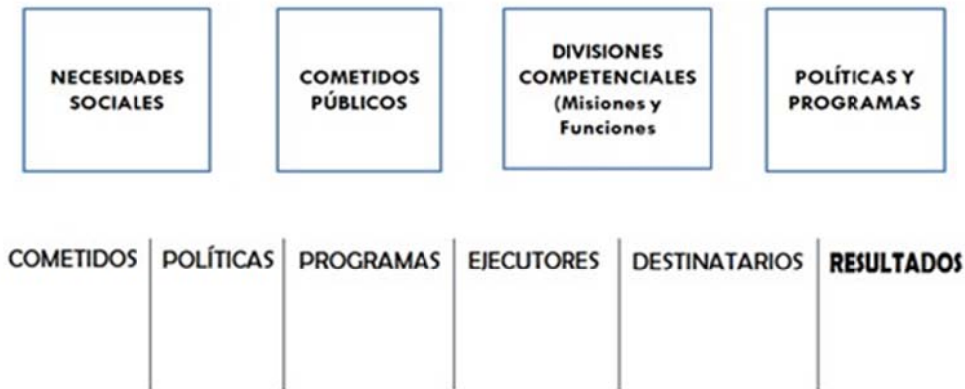 NECESIDADES
SOCIALES
COMETIDOS
PÚBLICOS
DIVISIONES
COMPETENCIALES
(Misiones y
Funciones
POLÍTICAS Y
PROGRAMAS
COMETIDOS
POLÍTICAS
PROGRAMAS
EJECUTORES
DESTINATARIOS
RESULTADOS